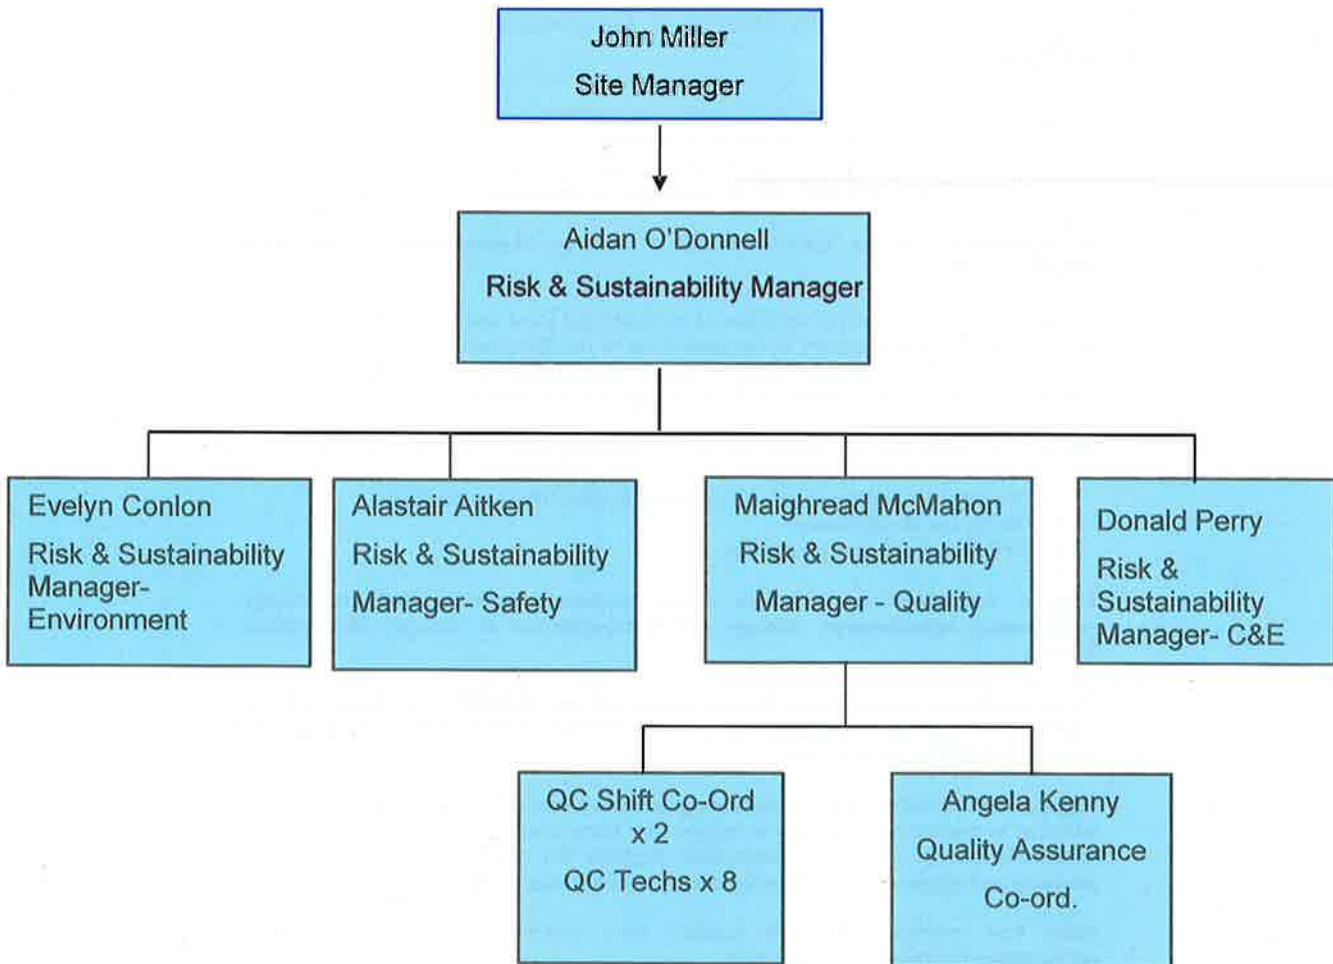 John Miller
Site Manager
Aidan O'Donnell
Risk & Sustainability Manager
Evelyn Conlon
Risk & Sustainability
Manager-
Environment
Alastair Aitken
Risk & Sustainability
Manager- Safety
Maighread McMahon
Risk & Sustainability
Manager - Quality
Donald Perry
Risk &
Sustainability
Manager- C&E
QC Shift Co-Ord
x 2
QC Techs x 8
Angela Kenny
Quality Assurance
Co-ord.